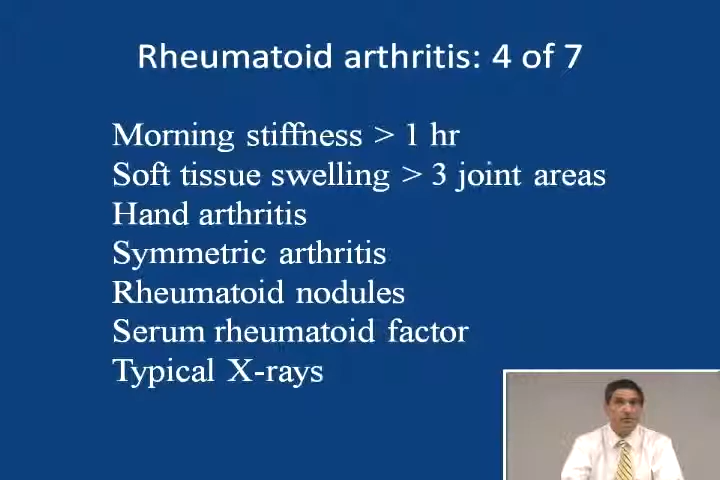 Rheumatoid arthritis: 4 of 7
Morning stiffness > 1 hr
Soft tissue swelling > 3 joint areas
Hand arthritis
Symmetric arthritis
Rheumatoid nodules
Serum rheumatoid factor
Typical X-rays